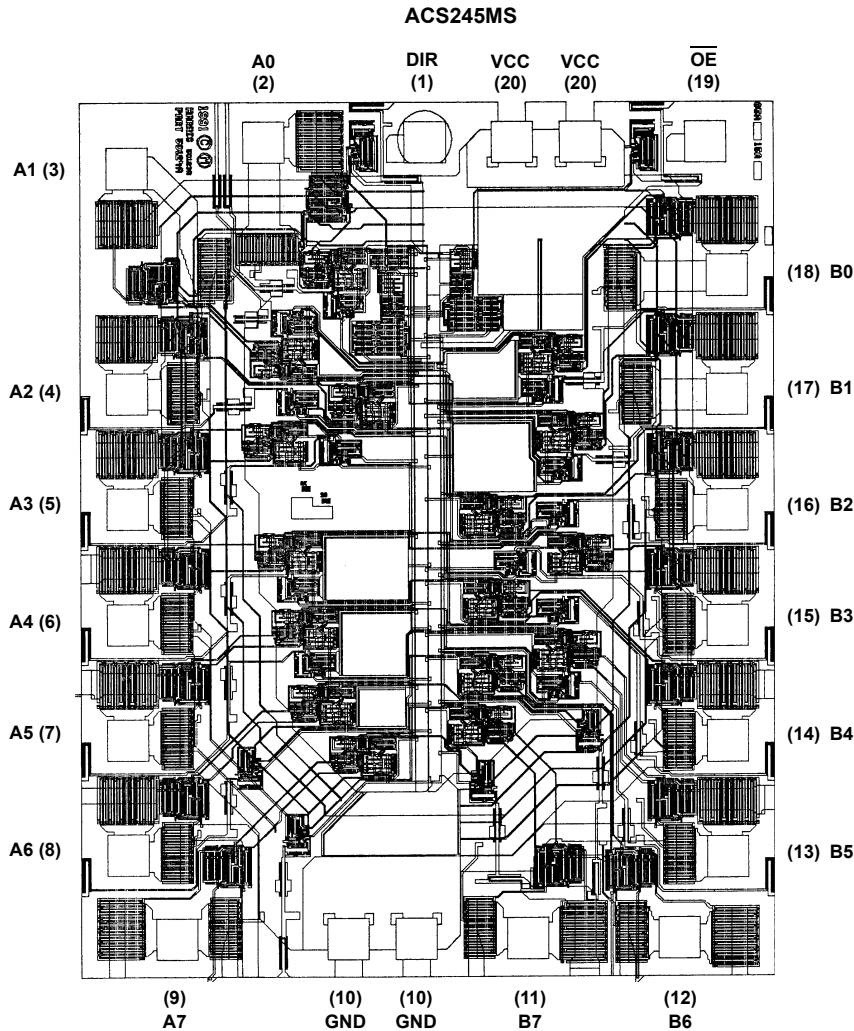 ACS245MS
A0
(2)
DIR
(1)
VCC
(20)
VCC
(20)
OE
(19)
1991 © Ⓜ
HARRIS
A1 (3)
(18) B0
A2 (4)
(17) B1
A3 (5)
(16) B2
A4 (6)
(15) B3
A5 (7)
(14) B4
A6 (8)
(13) B5
(9)
A7
(10)
GND
(10)
GND
(11)
B7
(12)
B6